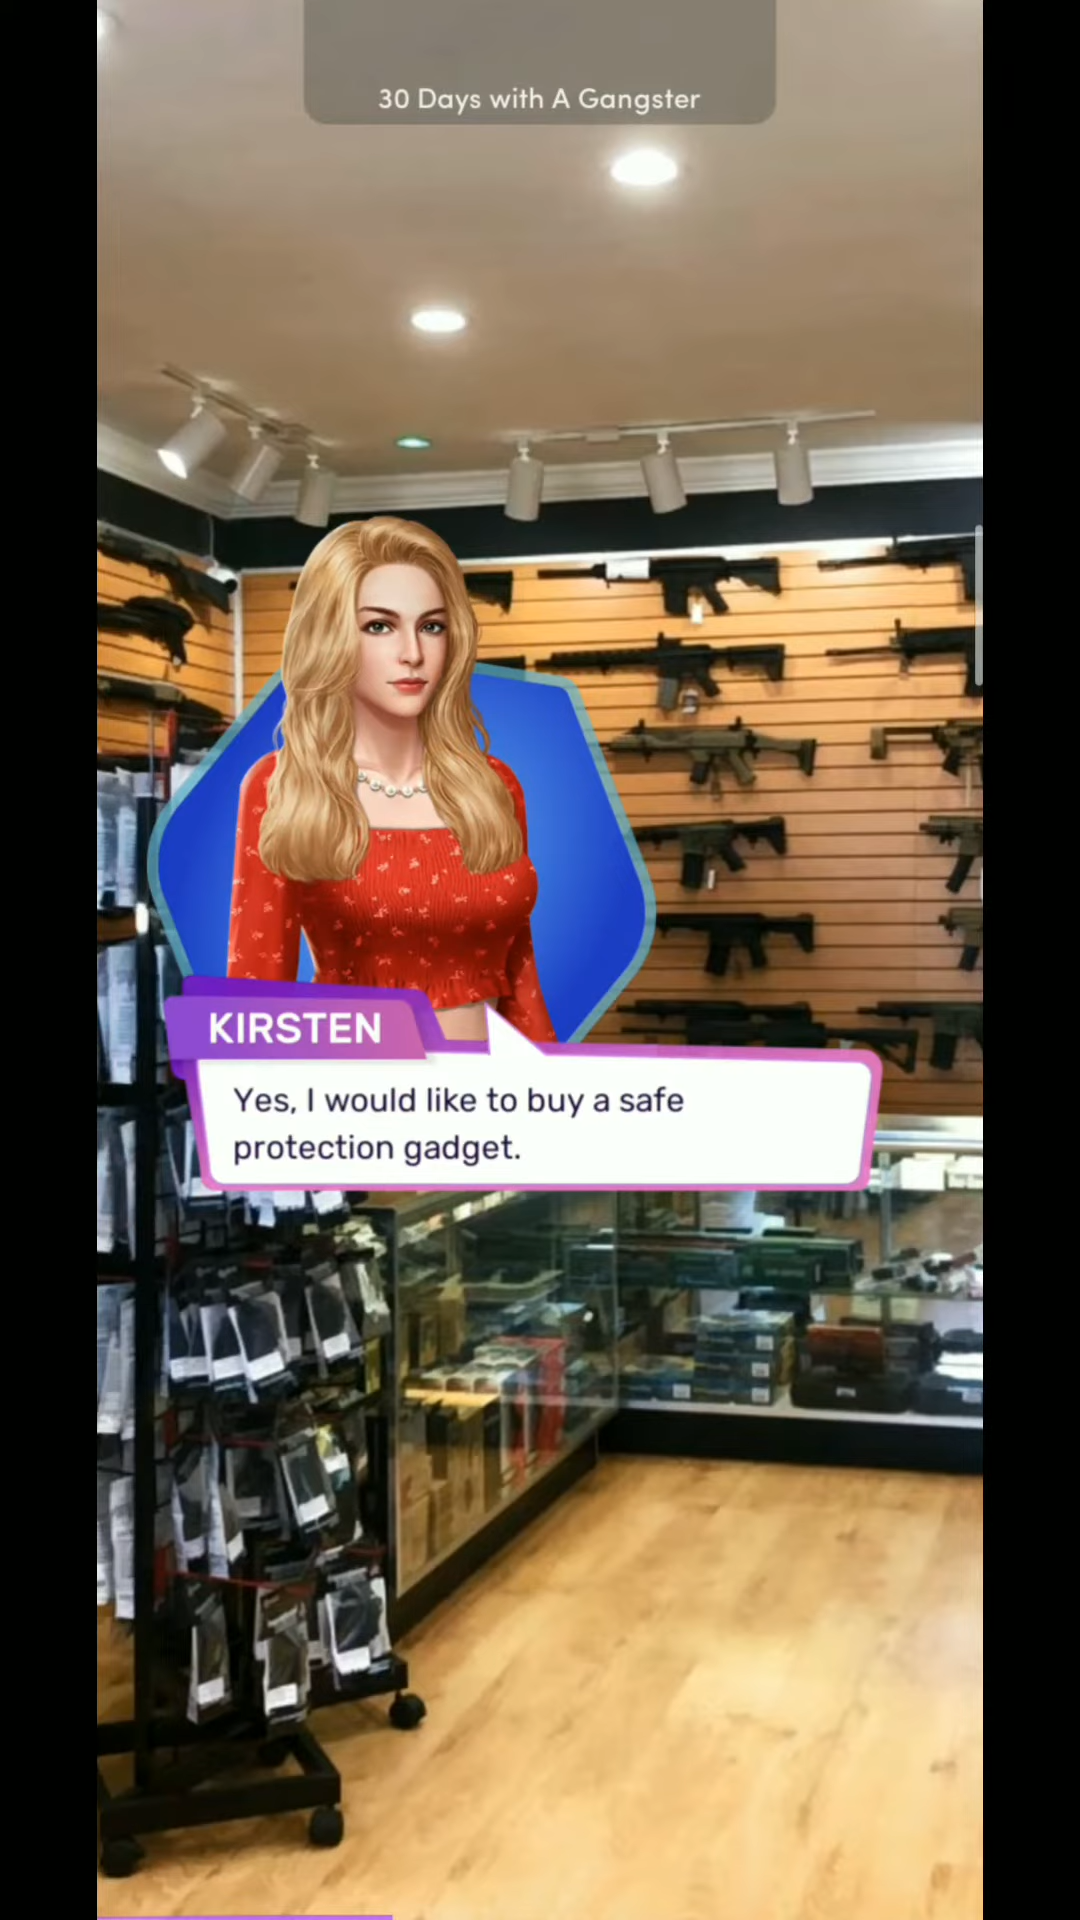 30 Days with A Gangster
KIRSTEN
Yes, I would like to buy a safe
protection gadget.